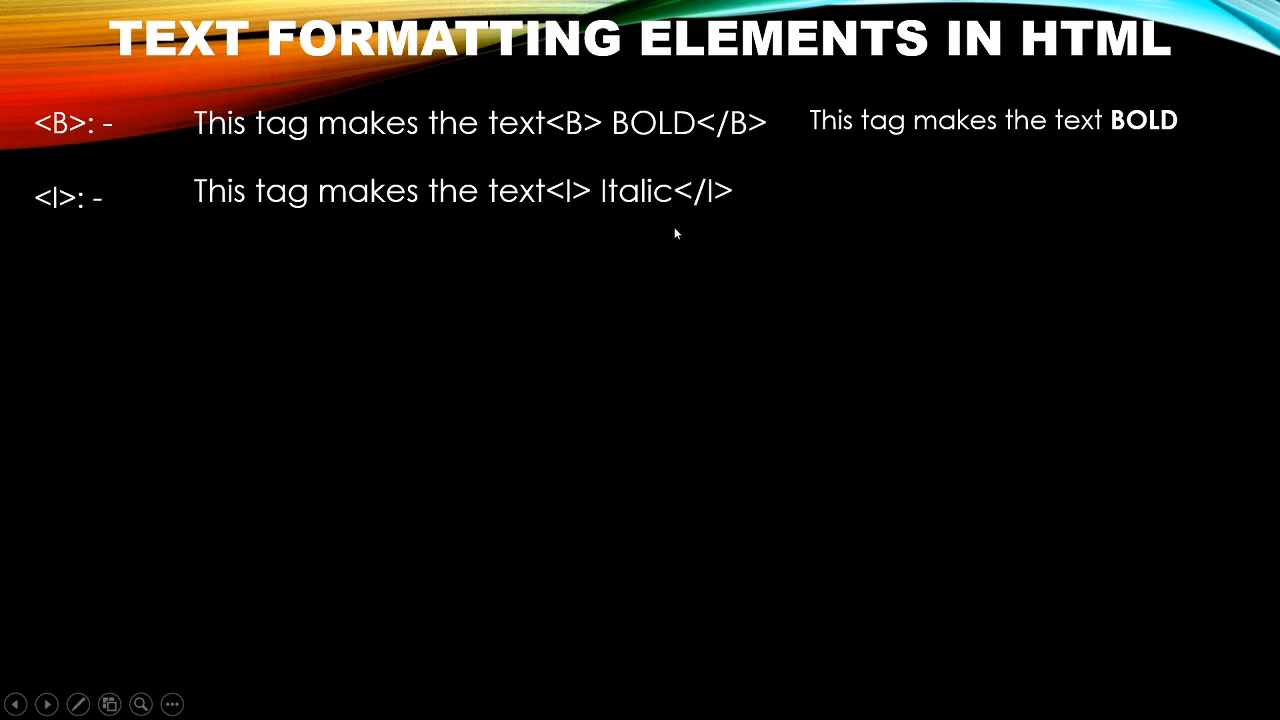 TEXT FORMATTING ELEMENTS IN HTML
<B>: - This tag makes the text<B> BOLD</B> This tag makes the text BOLD
<I>: - This tag makes the text<I> Italic</I>